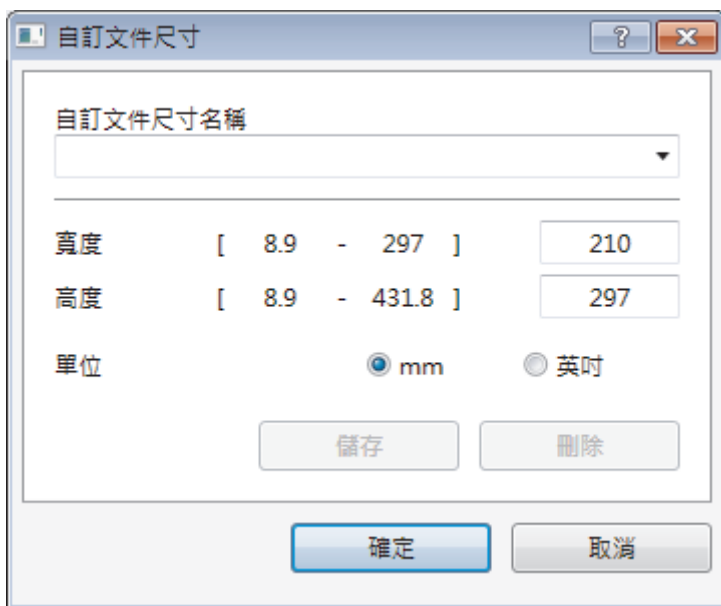 自訂文件尺寸
自訂文件尺寸名稱
寬度 [ 8.9 - 297 ] 210
高度 [ 8.9 - 431.8 ] 297
單位 mm 英吋
儲存 刪除
確定 取消